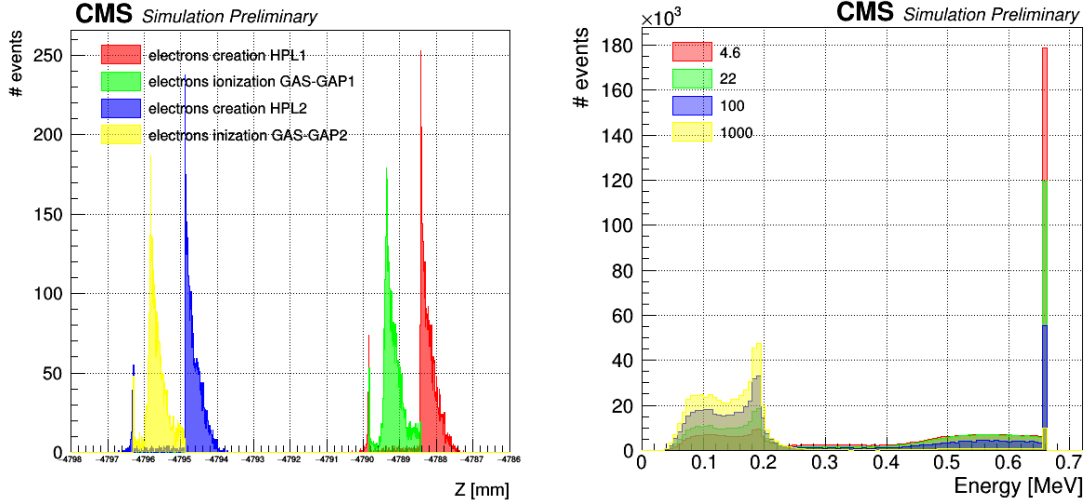 CMS Simulation Preliminary
# events
250
200
150
100
50
0
electrons creation HPL1
electrons ionization GAS-GAP1
electrons creation HPL2
electrons inization GAS-GAP2
-4798 -4797 -4796 -4795 -4794 -4793 -4792 -4791 -4790 -4789 -4788 -4787 -4786
Z [mm]
CMS Simulation Preliminary
×10³
# events
180
160
140
120
100
80
60
40
20
0
4.6
22
100
1000
0 0.1 0.2 0.3 0.4 0.5 0.6 0.7
Energy [MeV]